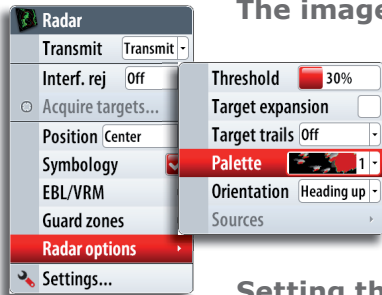 The image
Radar
Transmit Transmit
Interf. rej Off
Acquire targets...
Position Center
Symbology
EBL/VRM
Guard zones
Radar options
Settings...
Threshold 30%
Target expansion
Target trails Off
Palette 1
Orientation Heading up
Sources
Setting th